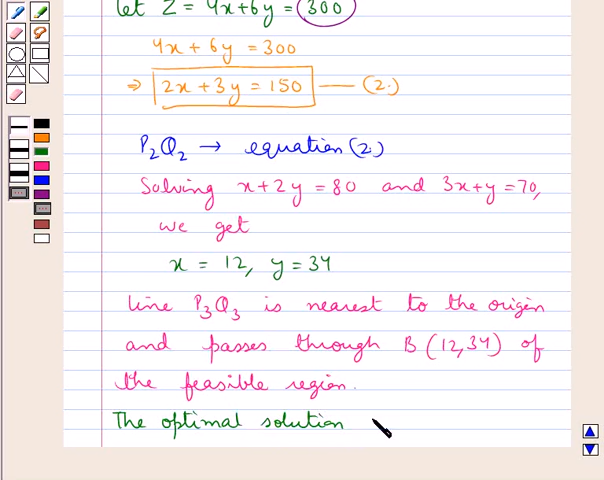 let Z = 4x+6y = 300
4x + 6y = 300
⇒ 2x + 3y = 150 —— (2.)
P₂Q₂ → equation (2.)
Solving x+2y = 80 and 3x+y = 70,
we get
x = 12, y = 34
line P₃Q₃ is nearest to the origin
and passes through B (12,34) of
the feasible region.
The optimal solution